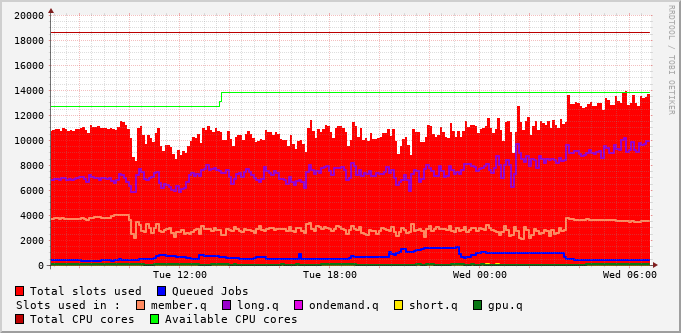 20000
18000
16000
14000
12000
10000
8000
6000
4000
2000
0
Tue 12:00 Tue 18:00 Wed 00:00 Wed 06:00
RRDTOOL / TOBI OETIKER
Total slots used Queued Jobs
Slots used in : member.q long.q ondemand.q short.q gpu.q
Total CPU cores Available CPU cores